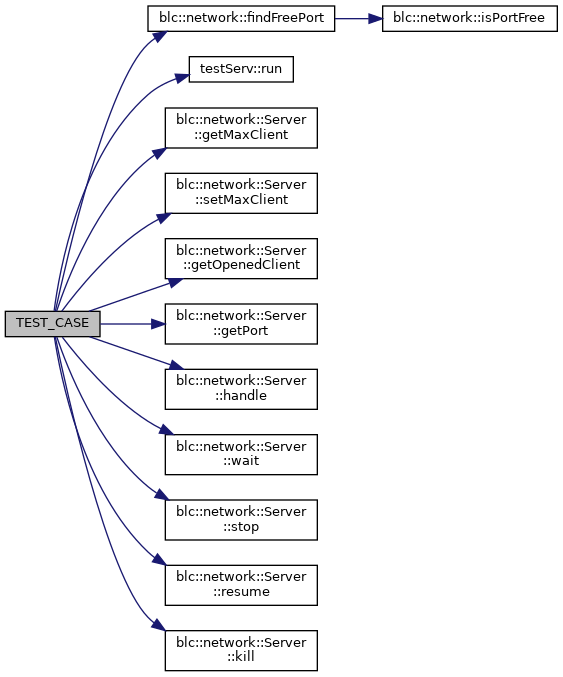 blc::network::findFreePort
blc::network::isPortFree
testServ::run
blc::network::Server
::getMaxClient
blc::network::Server
::setMaxClient
blc::network::Server
::getOpenedClient
TEST_CASE
blc::network::Server
::getPort
blc::network::Server
::handle
blc::network::Server
::wait
blc::network::Server
::stop
blc::network::Server
::resume
blc::network::Server
::kill